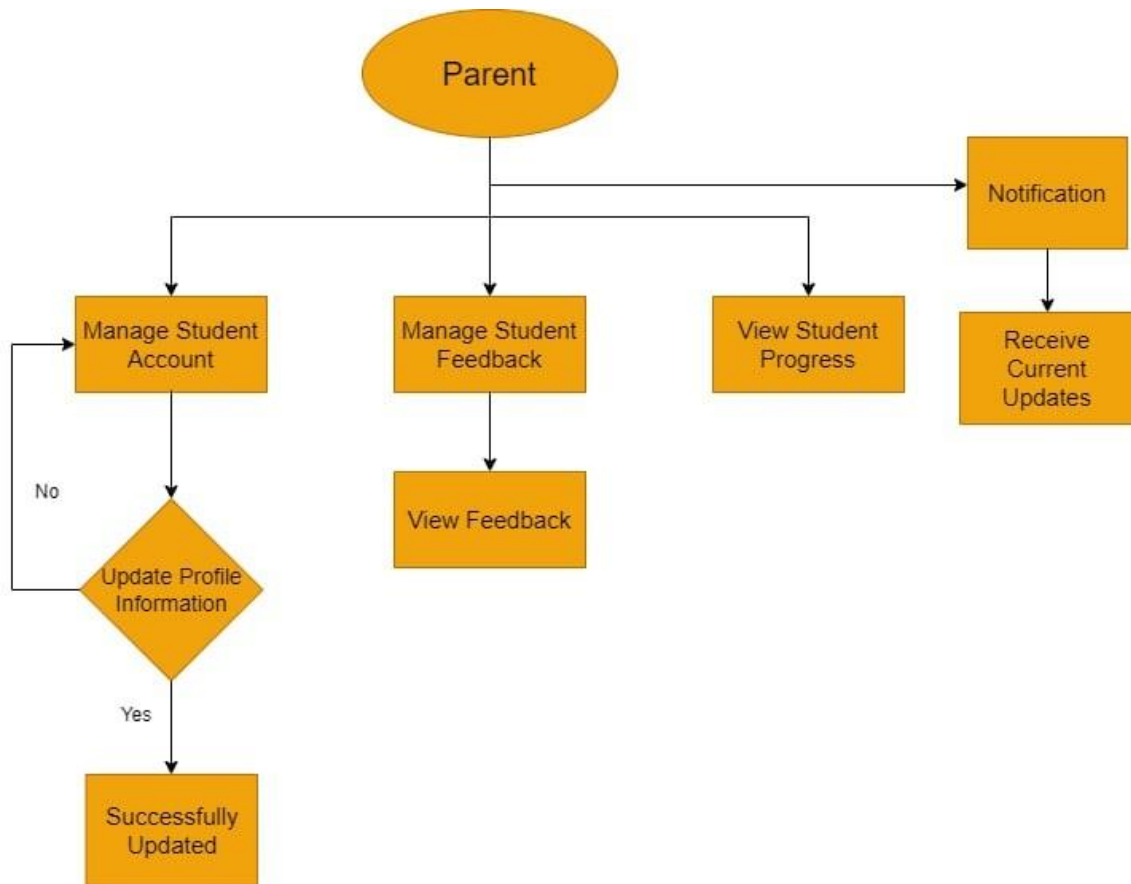 Parent
Notification
Manage Student
Account
Manage Student
Feedback
View Student
Progress
Receive
Current
Updates
No
View Feedback
Update Profile
Information
Yes
Successfully
Updated